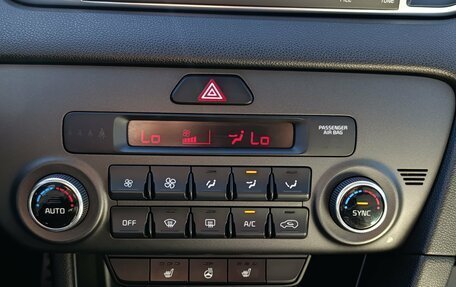 Lo Lo
PASSENGER
AIR BAG
AUTO
SYNC
OFF A/C